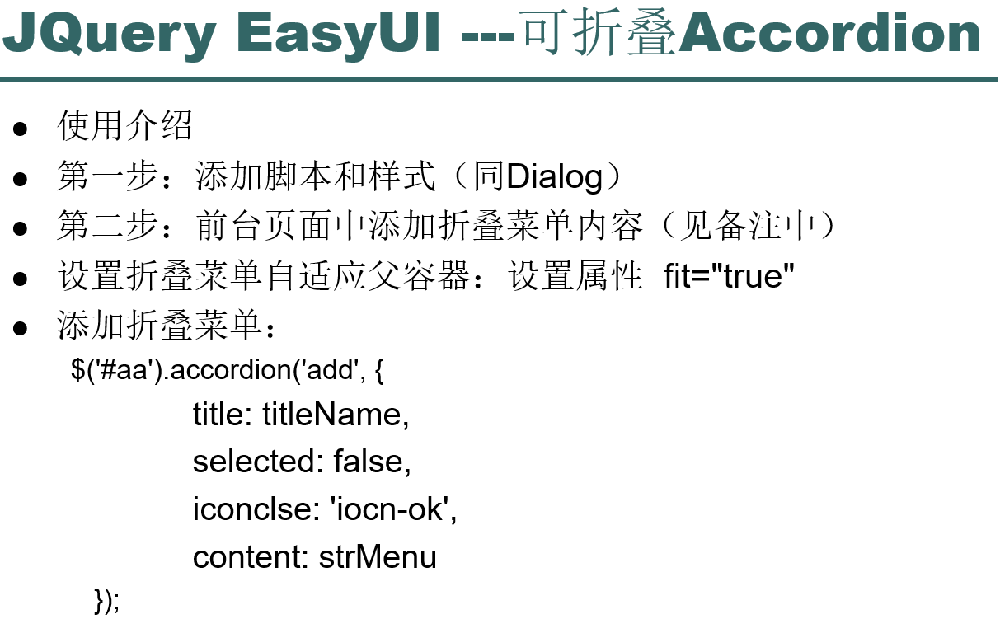 JQuery EasyUI ---可折叠Accordion
● 使用介绍
● 第一步：添加脚本和样式（同Dialog）
● 第二步：前台页面中添加折叠菜单内容（见备注中）
● 设置折叠菜单自适应父容器：设置属性 fit="true"
● 添加折叠菜单：
$('#aa').accordion('add', {
title: titleName,
selected: false,
iconclse: 'iocn-ok',
content: strMenu
});